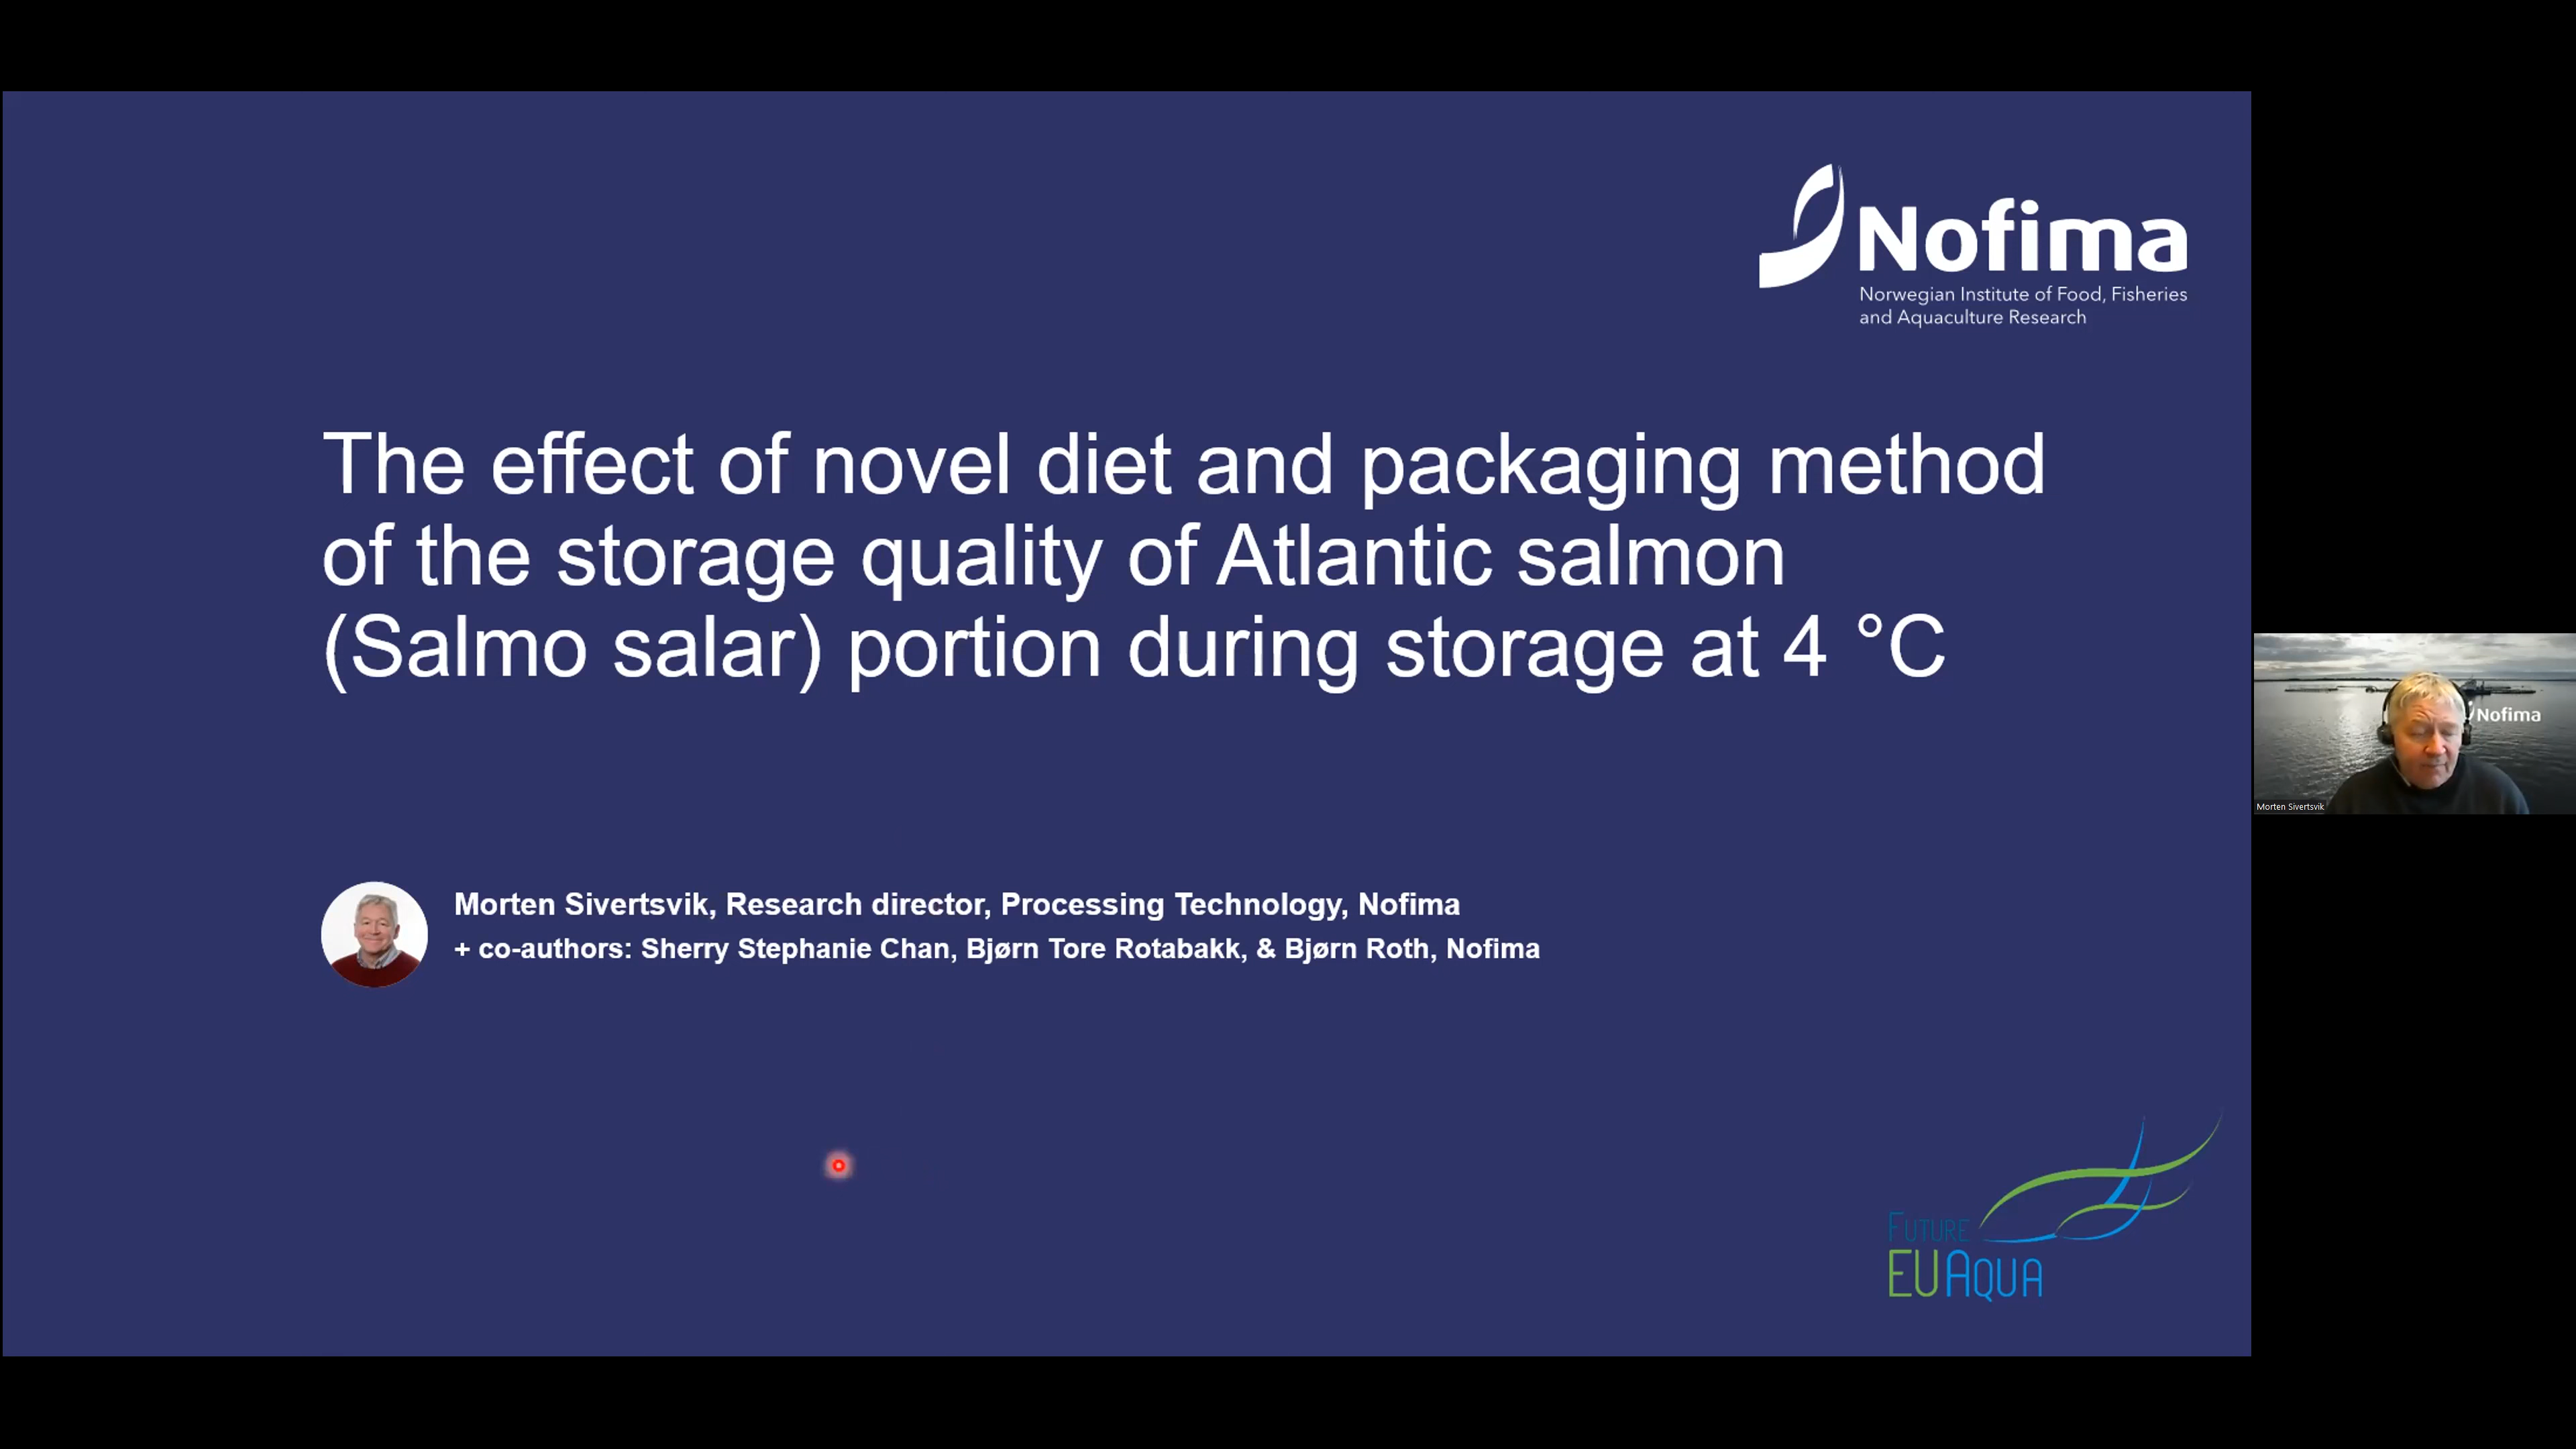 Nofima
Norwegian Institute of Food, Fisheries
and Aquaculture Research
The effect of novel diet and packaging method
of the storage quality of Atlantic salmon
(Salmo salar) portion during storage at 4 °C
Nofima
Morten Sivertsvik
Morten Sivertsvik, Research director, Processing Technology, Nofima
+ co-authors: Sherry Stephanie Chan, Bjørn Tore Rotabakk, & Bjørn Roth, Nofima
FUTURE
EUAQUA